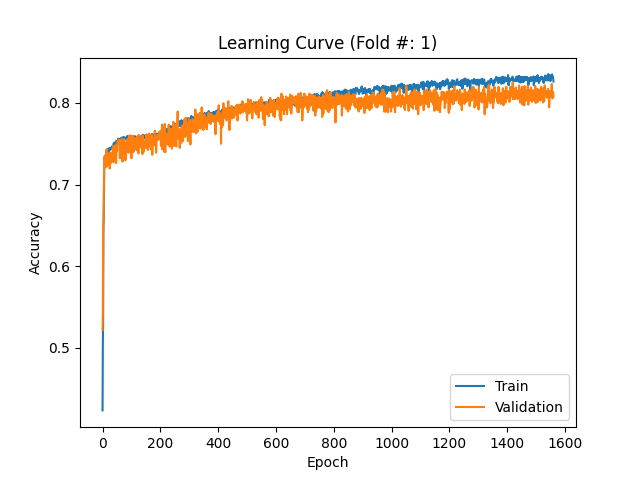 Learning Curve (Fold #: 1)
0.8
0.7
0.6
0.5
Accuracy
0 200 400 600 800 1000 1200 1400 1600
Epoch
Train
Validation